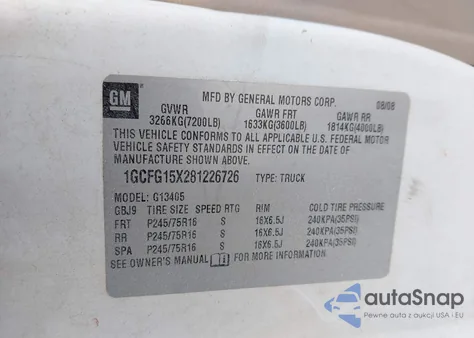 GM
MFD BY GENERAL MOTORS CORP. 08/08
GVWR GAWR FRT GAWR RR
3266KG(7200LB) 1633KG(3600LB) 1814KG(4000LB)
THIS VEHICLE CONFORMS TO ALL APPLICABLE U.S. FEDERAL MOTOR
VEHICLE SAFETY STANDARDS IN EFFECT ON THE DATE OF
MANUFACTURE SHOWN ABOVE.
1GCFG15X281226726 TYPE: TRUCK
MODEL: G13405
GBJ9 TIRE SIZE SPEED RTG RIM COLD TIRE PRESSURE
FRT P245/75R16 S 16X6.5J 240KPA(35PSI)
RR P245/75R16 S 16X6.5J 240KPA(35PSI)
SPA P245/75R16 S 16X6.5J 240KPA(35PSI)
SEE OWNER'S MANUAL FOR MORE INFORMATION
autoSnap
Pewne auta z aukcji USA i EU